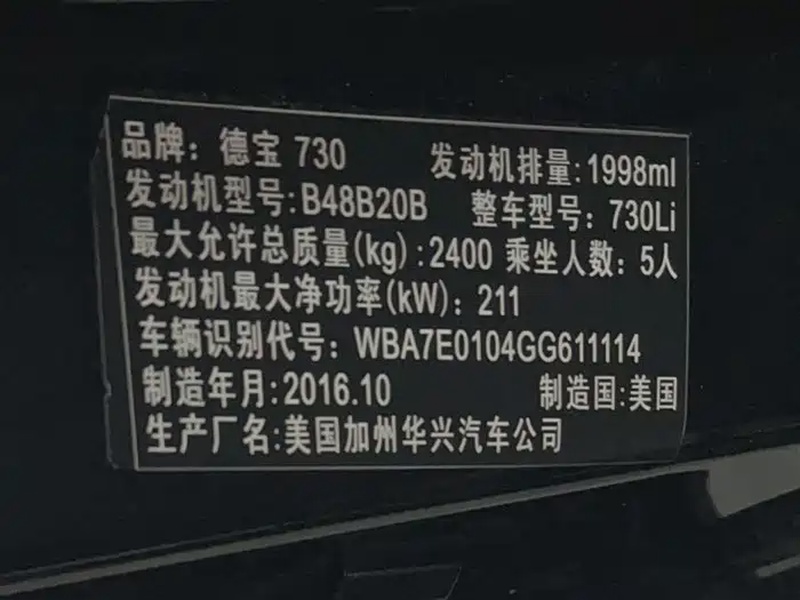 品牌：德宝 730 发动机排量:1998ml
发动机型号:B48B20B 整车型号：730Li
最大允许总质量(kg):2400 乘坐人数：5人
发动机最大净功率(kW)：211
车辆识别代号：WBA7E0104GG611114
制造年月:2016.10 制造国:美国
生产厂名:美国加州华兴汽车公司